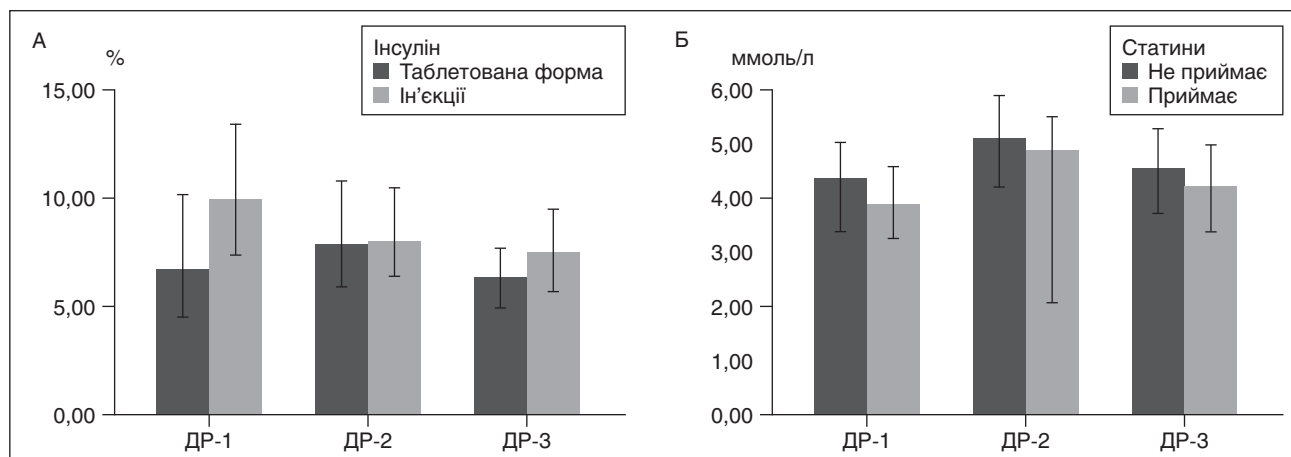 А
%
Інсулін
Таблетована форма
Ін’єкції
15,00
10,00
5,00
0,00
ДР-1 ДР-2 ДР-3
Б
ммоль/л
Статини
Не приймає
Приймає
6,00
5,00
4,00
3,00
2,00
1,00
0,00
ДР-1 ДР-2 ДР-3